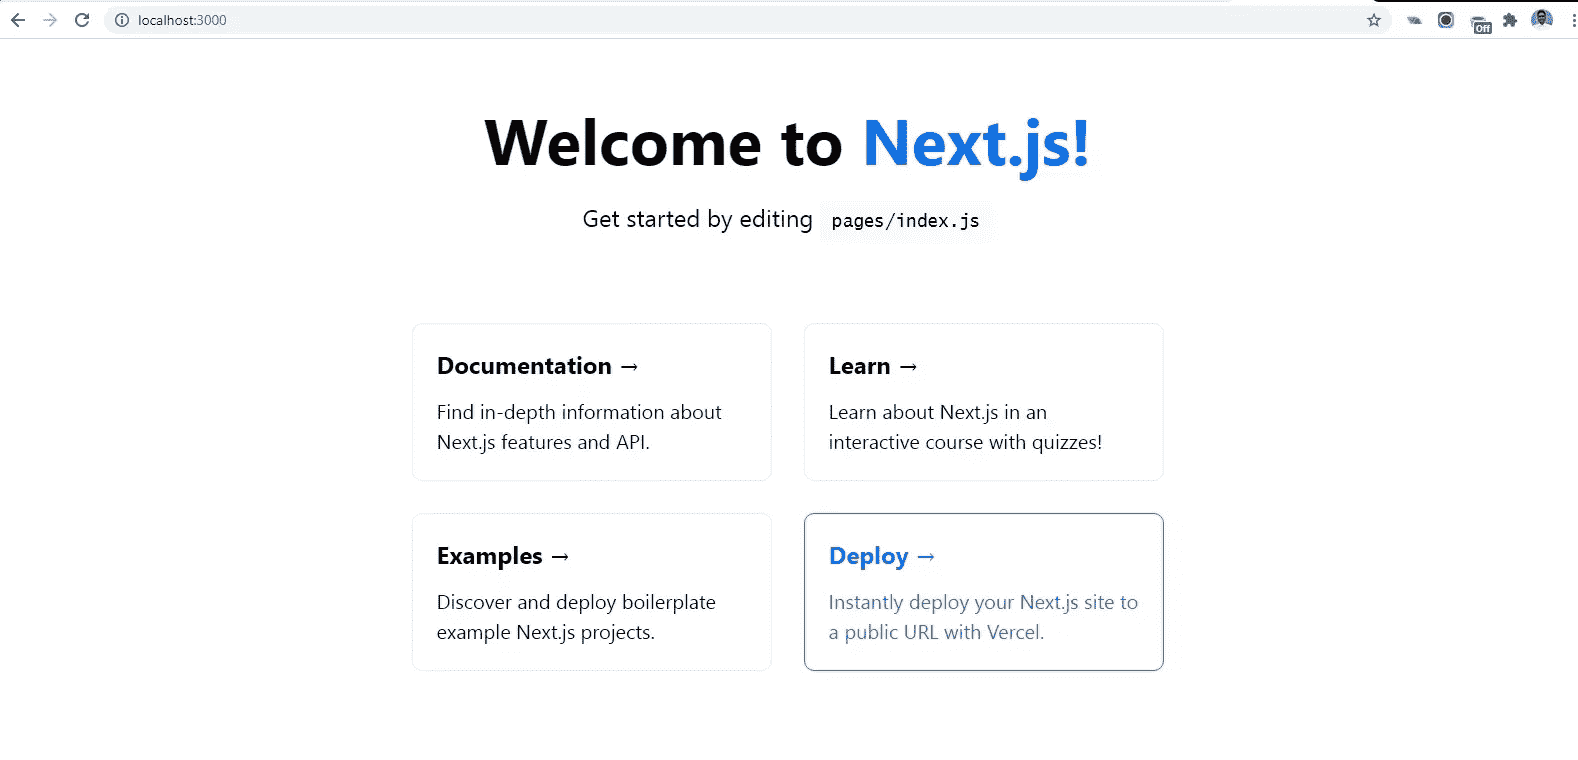 localhost:3000
Off
Welcome to Next.js!
Get started by editing pages/index.js
Documentation →
Find in-depth information about
Next.js features and API.
Learn →
Learn about Next.js in an
interactive course with quizzes!
Examples →
Discover and deploy boilerplate
example Next.js projects.
Deploy →
Instantly deploy your Next.js site to
a public URL with Vercel.